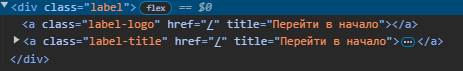 <div class="label"> flex == $0
<a class="label-logo" href="/" title="Перейти в начало"></a>
<a class="label-title" href="/" title="Перейти в начало">…</a>
</div>